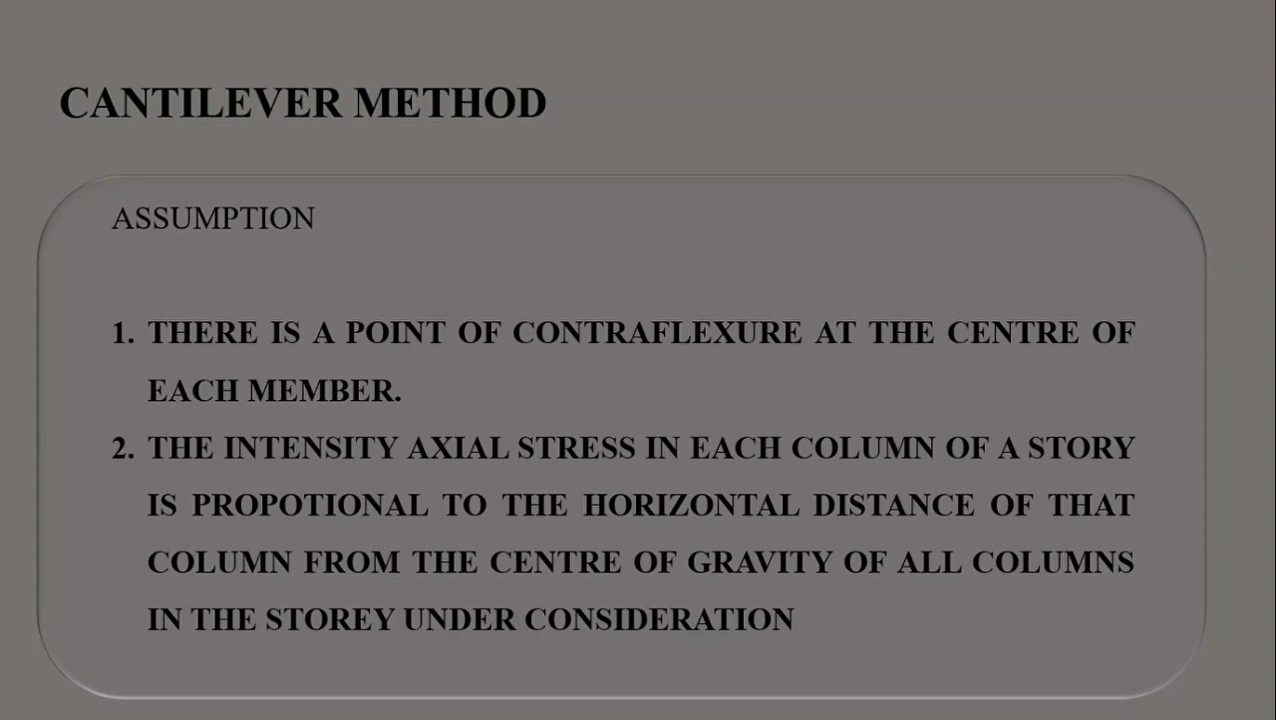 CANTILEVER METHOD
ASSUMPTION
1. THERE IS A POINT OF CONTRAFLEXURE AT THE CENTRE OF
EACH MEMBER.
2. THE INTENSITY AXIAL STRESS IN EACH COLUMN OF A STORY
IS PROPOTIONAL TO THE HORIZONTAL DISTANCE OF THAT
COLUMN FROM THE CENTRE OF GRAVITY OF ALL COLUMNS
IN THE STOREY UNDER CONSIDERATION